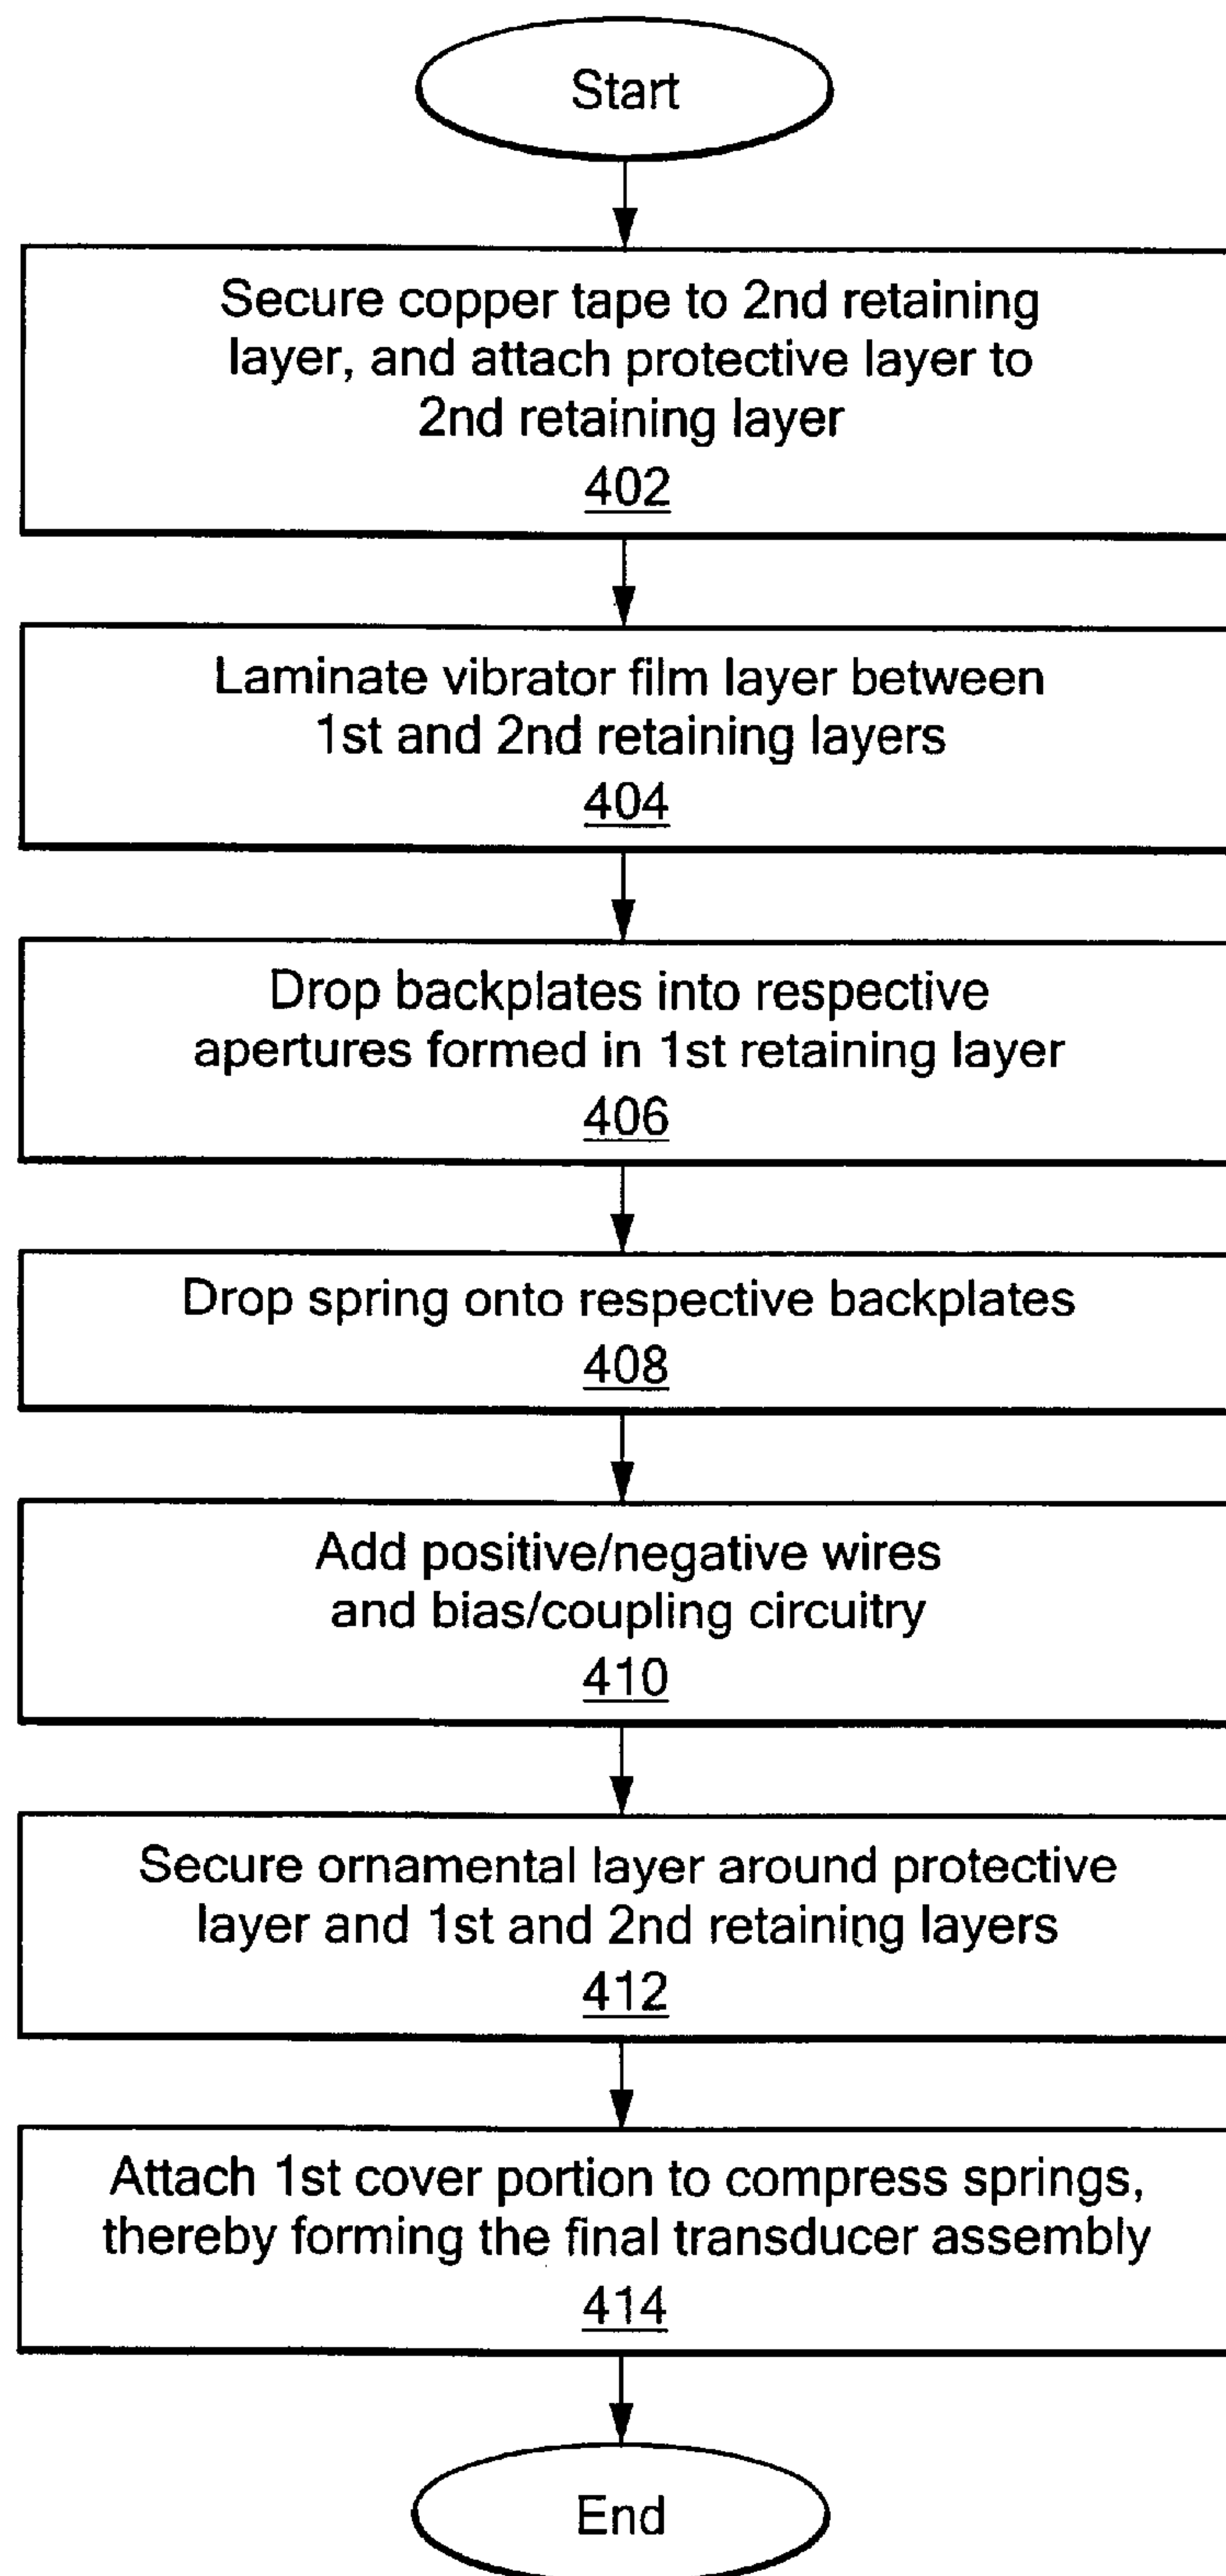 Start
Secure copper tape to 2nd retaining
layer, and attach protective layer to
2nd retaining layer
402
Laminate vibrator film layer between
1st and 2nd retaining layers
404
Drop backplates into respective
apertures formed in 1st retaining layer
406
Drop spring onto respective backplates
408
Add positive/negative wires
and bias/coupling circuitry
410
Secure ornamental layer around protective
layer and 1st and 2nd retaining layers
412
Attach 1st cover portion to compress springs,
thereby forming the final transducer assembly
414
End